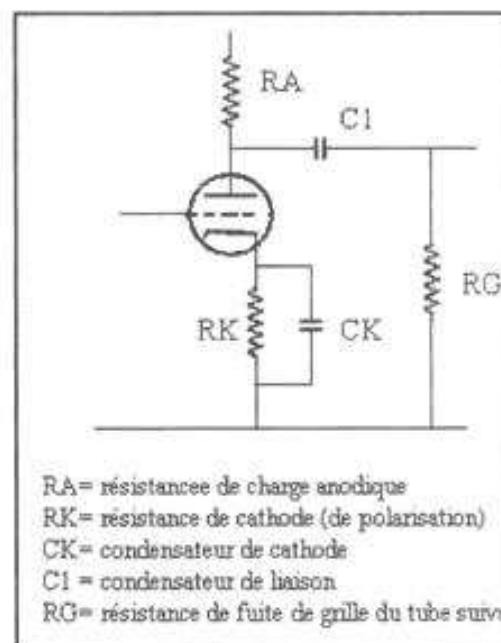 RA
C1
RG
RK
CK
RA= résistancee de charge anodique
RK= résistance de cathode (de polarisation)
CK= condensateur de cathode
C1 = condensateur de liaison
RG= résistance de fuite de grille du tube suiv